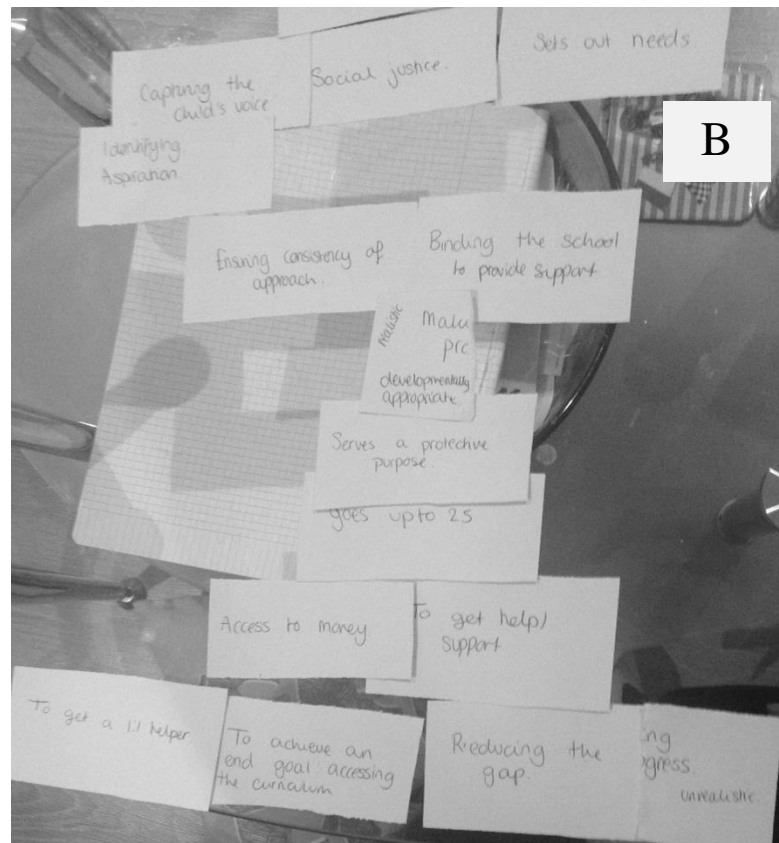 Capturing the
child's voice
Social justice.
Sets out needs
B
Identifying
Aspiration
Ensuring consistency of
approach.
Binding the school
to provide support
realistic
developmentally
appropriate
Serves a protective
purpose.
goes up to 25
Access to money
To get help/
support
To get a 1:1 helper
To achieve an
end goal accessing
the curriculum
Reducing the
gap.
unrealistic